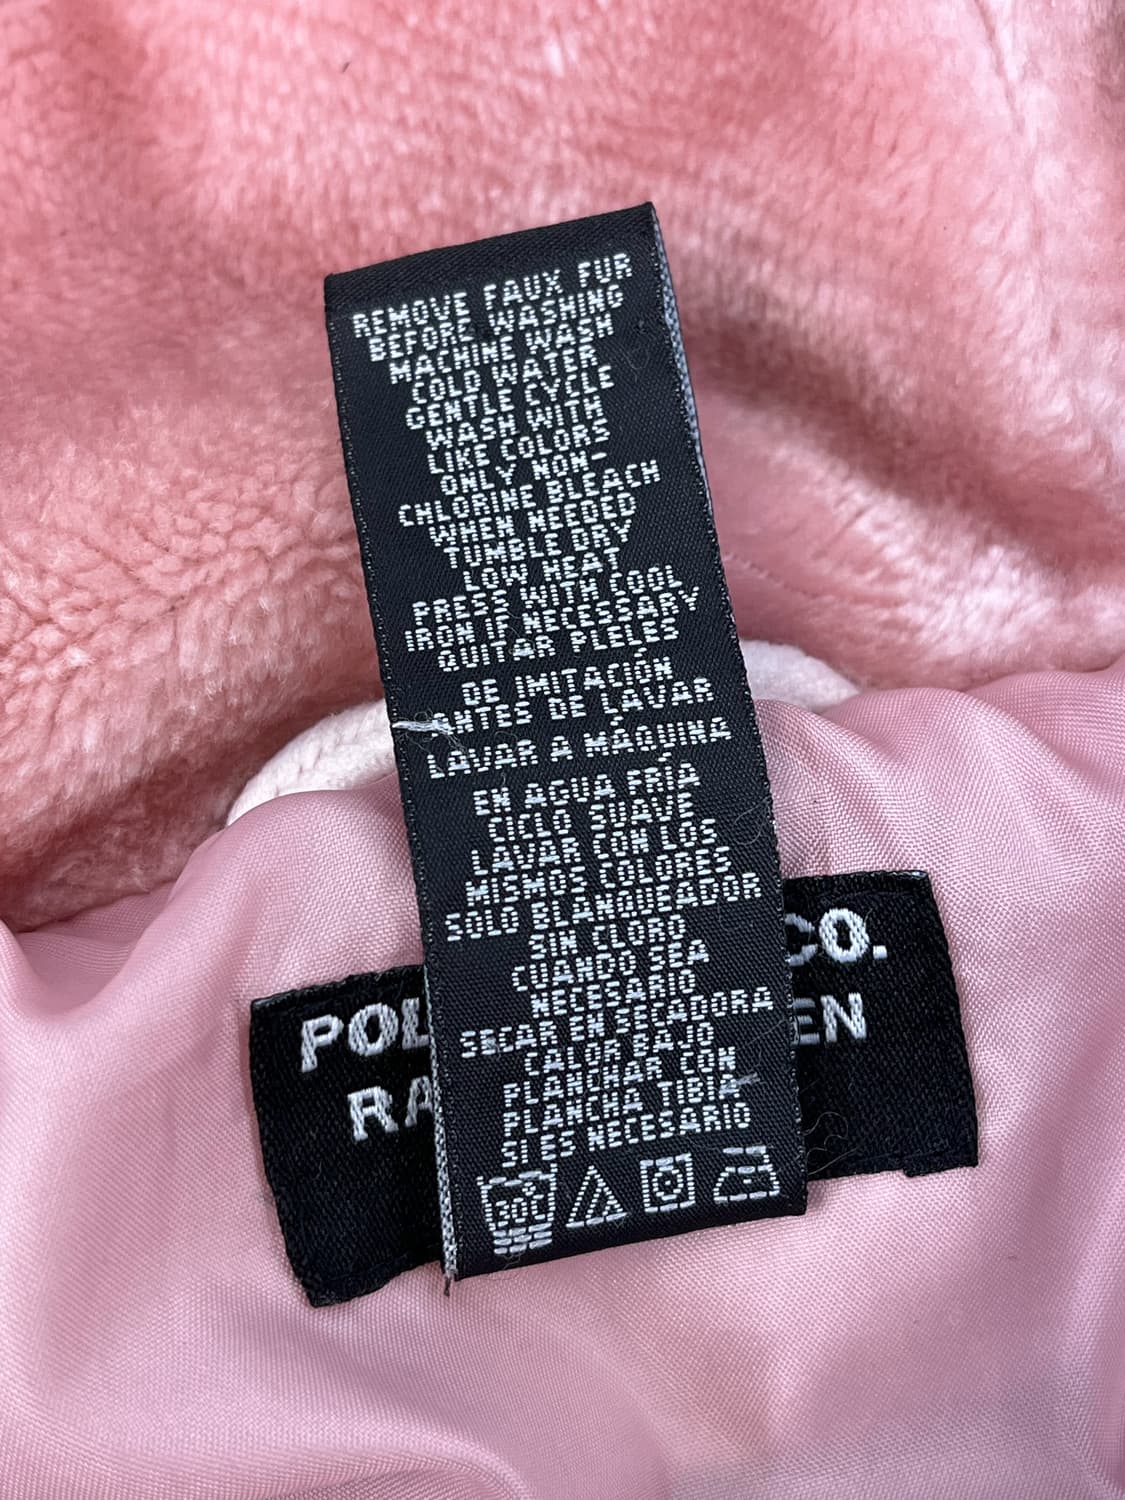 REMOVE FAUX FUR
BEFORE WASHING
MACHINE WASH
COLD WATER
GENTLE CYCLE
WASH WITH
LIKE COLORS
ONLY NON-
CHLORINE BLEACH
WHEN NEEDED
TUMBLE DRY
LOW HEAT
PRESS WITH COOL
IRON IF NECESSARY
QUITAR PLELES
DE IMITACIÓN
ANTES DE LAVAR
LAVAR A MÁQUINA
EN AGUA FRÍA
CICLO SUAVE
LAVAR CON LOS
MISMOS COLORES
SOLO BLANQUEADOR
SIN CLORO
CUANDO SEA
NECESARIO
SECAR EN SECADORA
CALOR BAJO
PLANCHAR CON
PLANCHA TIBIA
SI ES NECESARIO
30C
POL CO.
RA EN